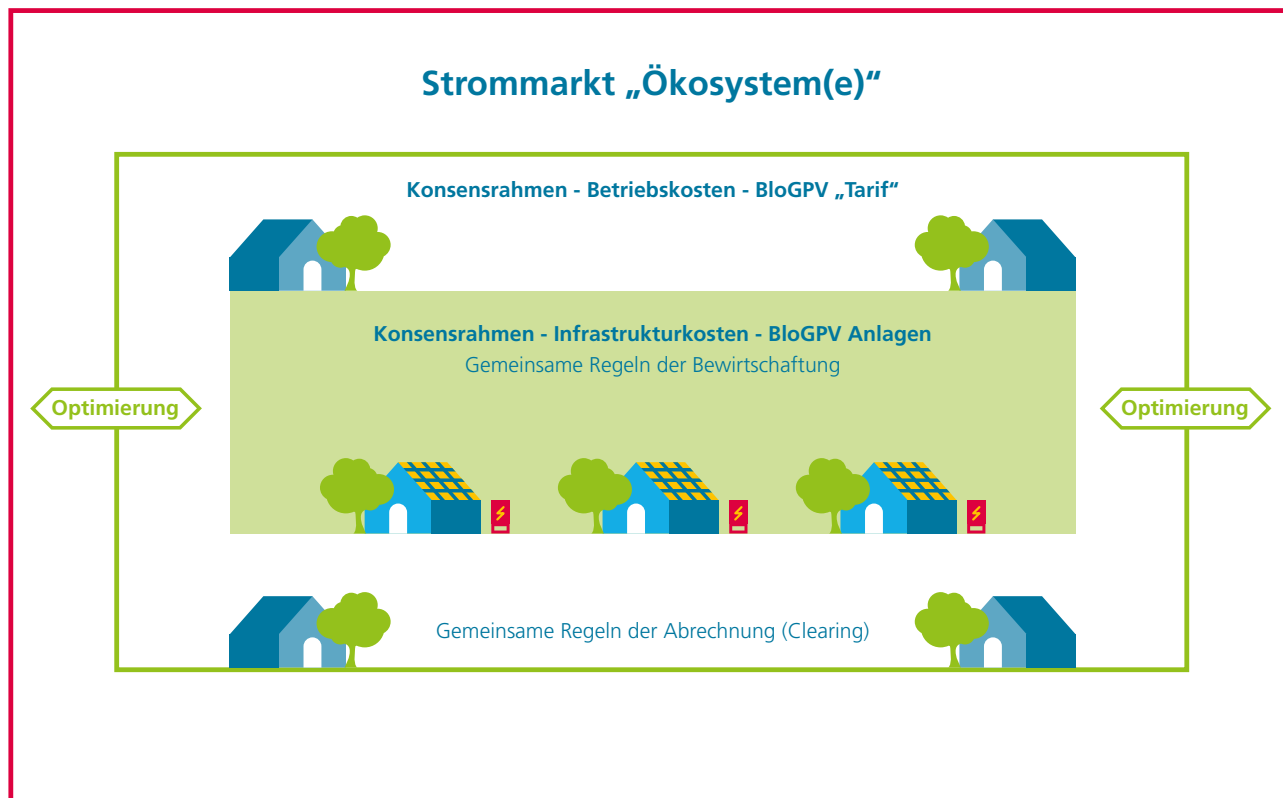 Strommarkt „Ökosystem(e)“
Konsensrahmen - Betriebskosten - BloGPV „Tarif“
Konsensrahmen - Infrastrukturkosten - BloGPV Anlagen
Gemeinsame Regeln der Bewirtschaftung
Optimierung
Optimierung
Gemeinsame Regeln der Abrechnung (Clearing)